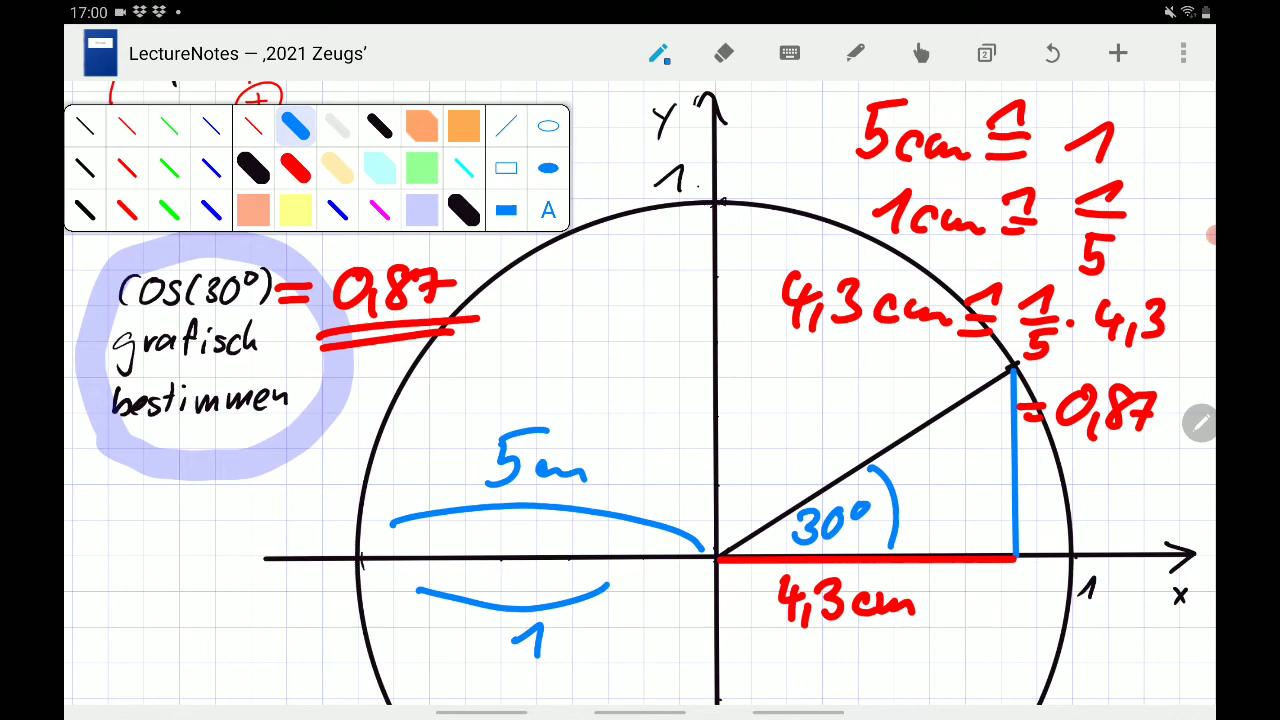 17:00
LectureNotes — ‚2021 Zeugs’
2
A
+
Y
1
5cm ≙ 1
1cm ≙ 1/5
cos(30°) = 0,87
grafisch
bestimmen
4,3cm ≙ 1/5 · 4,3
= 0,87
5cm
30°
4,3cm
1
1
x